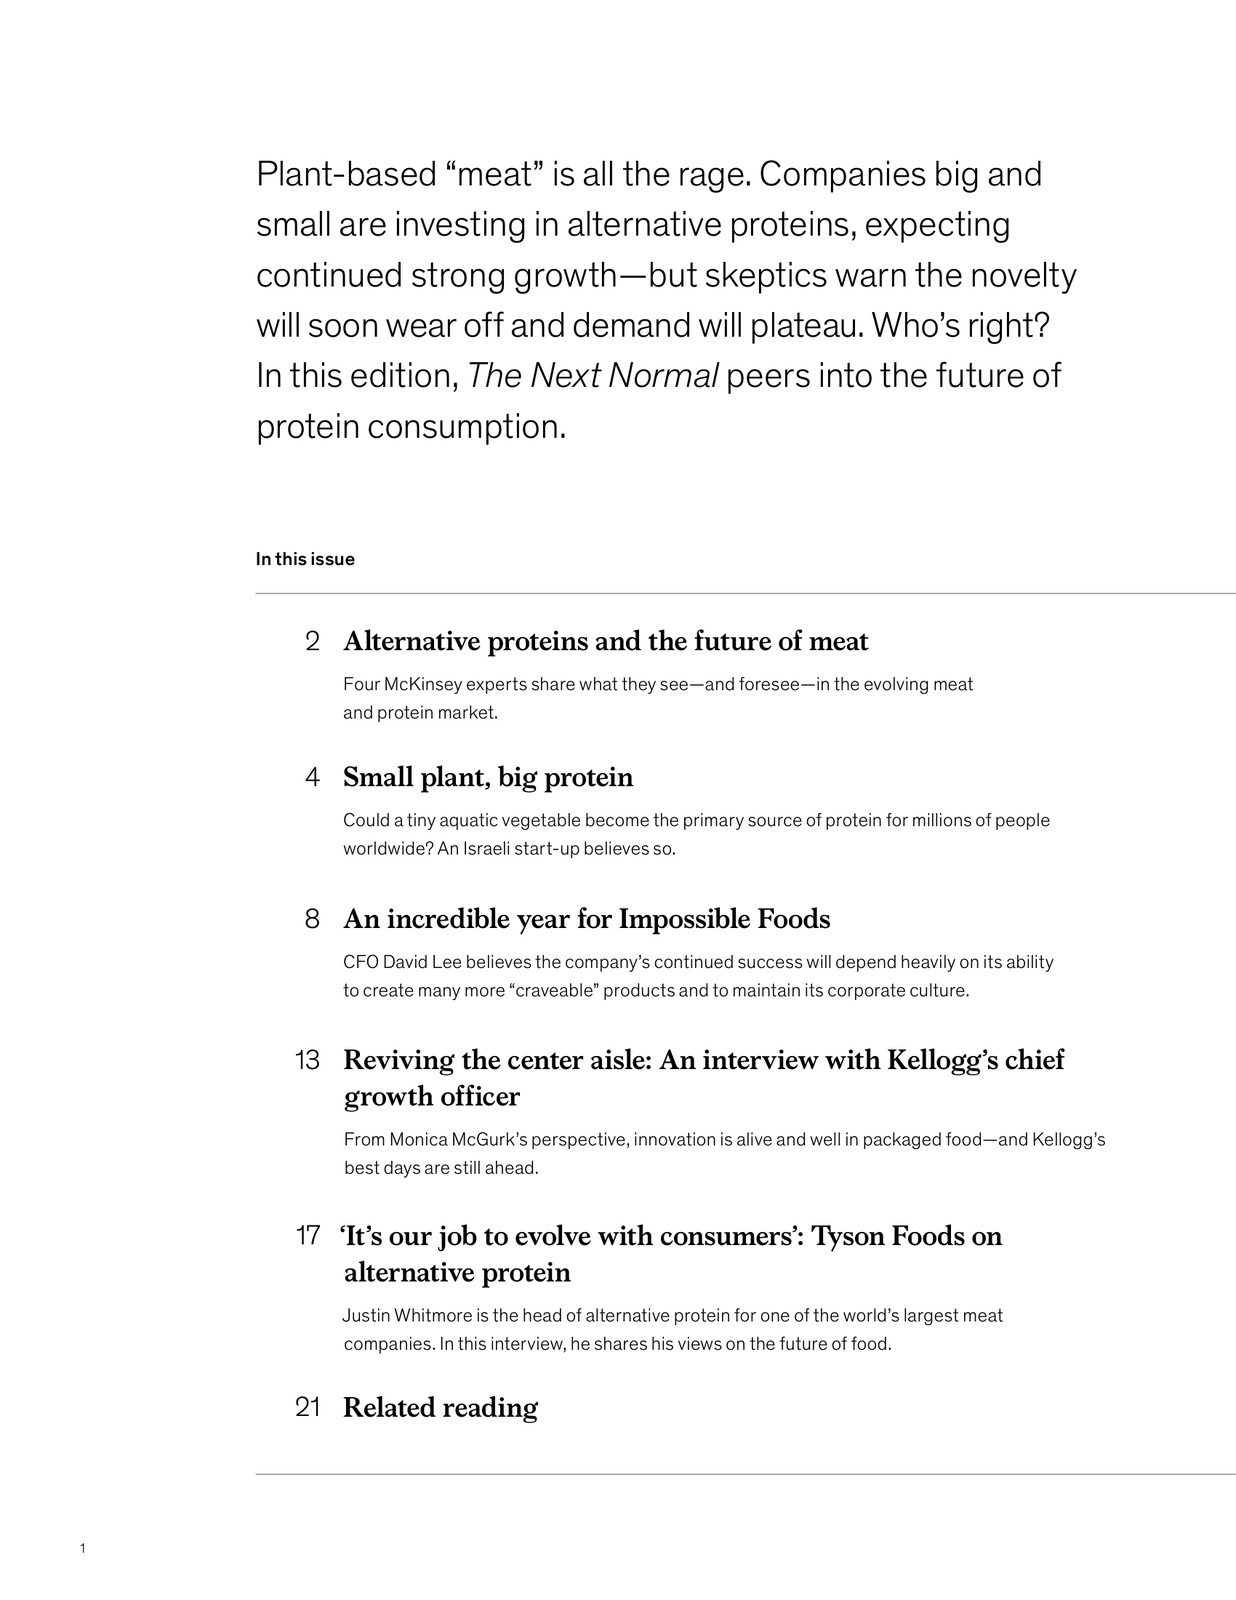 Plant-based “meat” is all the rage. Companies big and
small are investing in alternative proteins, expecting
continued strong growth—but skeptics warn the novelty
will soon wear off and demand will plateau. Who’s right?
In this edition, The Next Normal peers into the future of
protein consumption.
In this issue
2 Alternative proteins and the future of meat
Four McKinsey experts share what they see—and foresee—in the evolving meat
and protein market.
4 Small plant, big protein
Could a tiny aquatic vegetable become the primary source of protein for millions of people
worldwide? An Israeli start-up believes so.
8 An incredible year for Impossible Foods
CFO David Lee believes the company’s continued success will depend heavily on its ability
to create many more “craveable” products and to maintain its corporate culture.
13 Reviving the center aisle: An interview with Kellogg’s chief
growth officer
From Monica McGurk’s perspective, innovation is alive and well in packaged food—and Kellogg’s
best days are still ahead.
17 ‘It’s our job to evolve with consumers’: Tyson Foods on
alternative protein
Justin Whitmore is the head of alternative protein for one of the world’s largest meat
companies. In this interview, he shares his views on the future of food.
21 Related reading
1